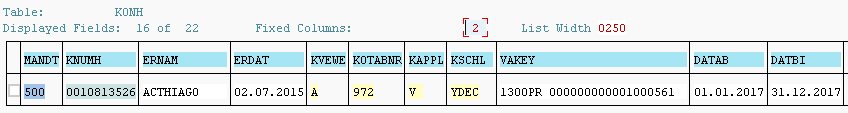 Table: KONH
Displayed Fields: 16 of 22 Fixed Columns: 2 List Width 0250
MANDT KNUMH ERNAM ERDAT KVEWE KOTABNR KAPPL KSCHL VAKEY DATAB DATBI
500 0010813526 ACTHIAGO 02.07.2015 A 972 V YDEC 1300PR 000000000001000561 01.01.2017 31.12.2017